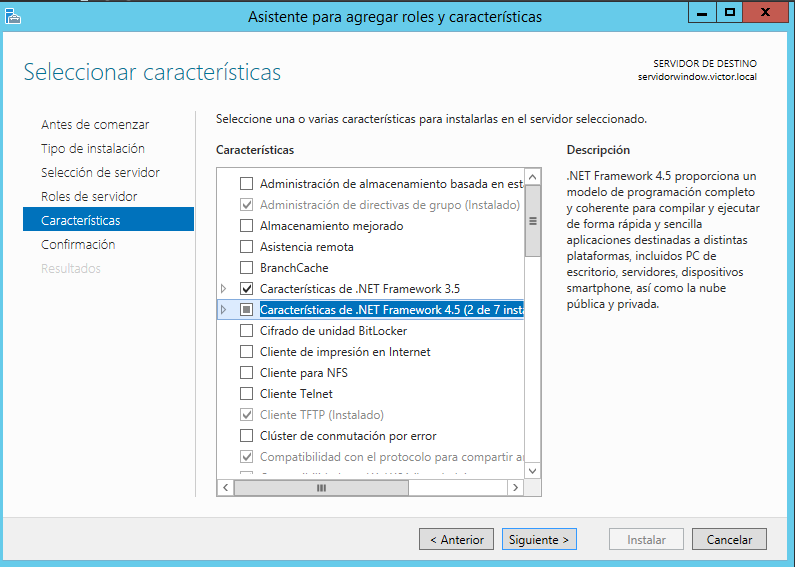 Asistente para agregar roles y características
Seleccionar características
SERVIDOR DE DESTINO
servidorwindow.victor.local
Antes de comenzar
Tipo de instalación
Selección de servidor
Roles de servidor
Características
Confirmación
Resultados
Seleccione una o varias características para instalarlas en el servidor seleccionado.
Características
Administración de almacenamiento basada en est
Administración de directivas de grupo (Instalado)
Almacenamiento mejorado
Asistencia remota
BranchCache
Características de .NET Framework 3.5
Características de .NET Framework 4.5 (2 de 7 insta
Cifrado de unidad BitLocker
Cliente de impresión en Internet
Cliente para NFS
Cliente Telnet
Cliente TFTP (Instalado)
Clúster de conmutación por error
Compatibilidad con el protocolo para compartir a
Descripción
.NET Framework 4.5 proporciona un
modelo de programación completo
y coherente para compilar y ejecutar
de forma rápida y sencilla
aplicaciones destinadas a distintas
plataformas, incluidos PC de
escritorio, servidores, dispositivos
smartphone, así como la nube
pública y privada.
< Anterior
Siguiente >
Instalar
Cancelar